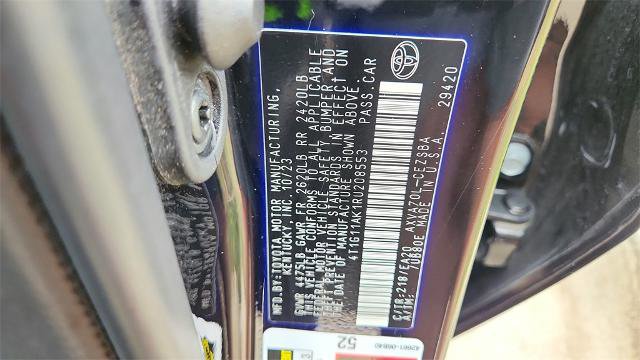 MFD.BY:TOYOTA MOTOR MANUFACTURING,
KENTUCKY, INC. 10/23
GVWR 4475LB GAWR FR 2620LB RR 2420LB
THIS VEHICLE CONFORMS TO ALL APPLICABLE
FEDERAL MOTOR VEHICLE SAFETY, BUMPER AND
THEFT PREVENTION STANDARDS IN EFFECT ON
THE DATE OF MANUFACTURE SHOWN ABOVE.
4T1G11AK1RU208553 PASS.CAR
C/TR:218/EA20 AXVA70L-CEZSBA
A/TM: 70B80E MADE IN U.S.A. 29420
52